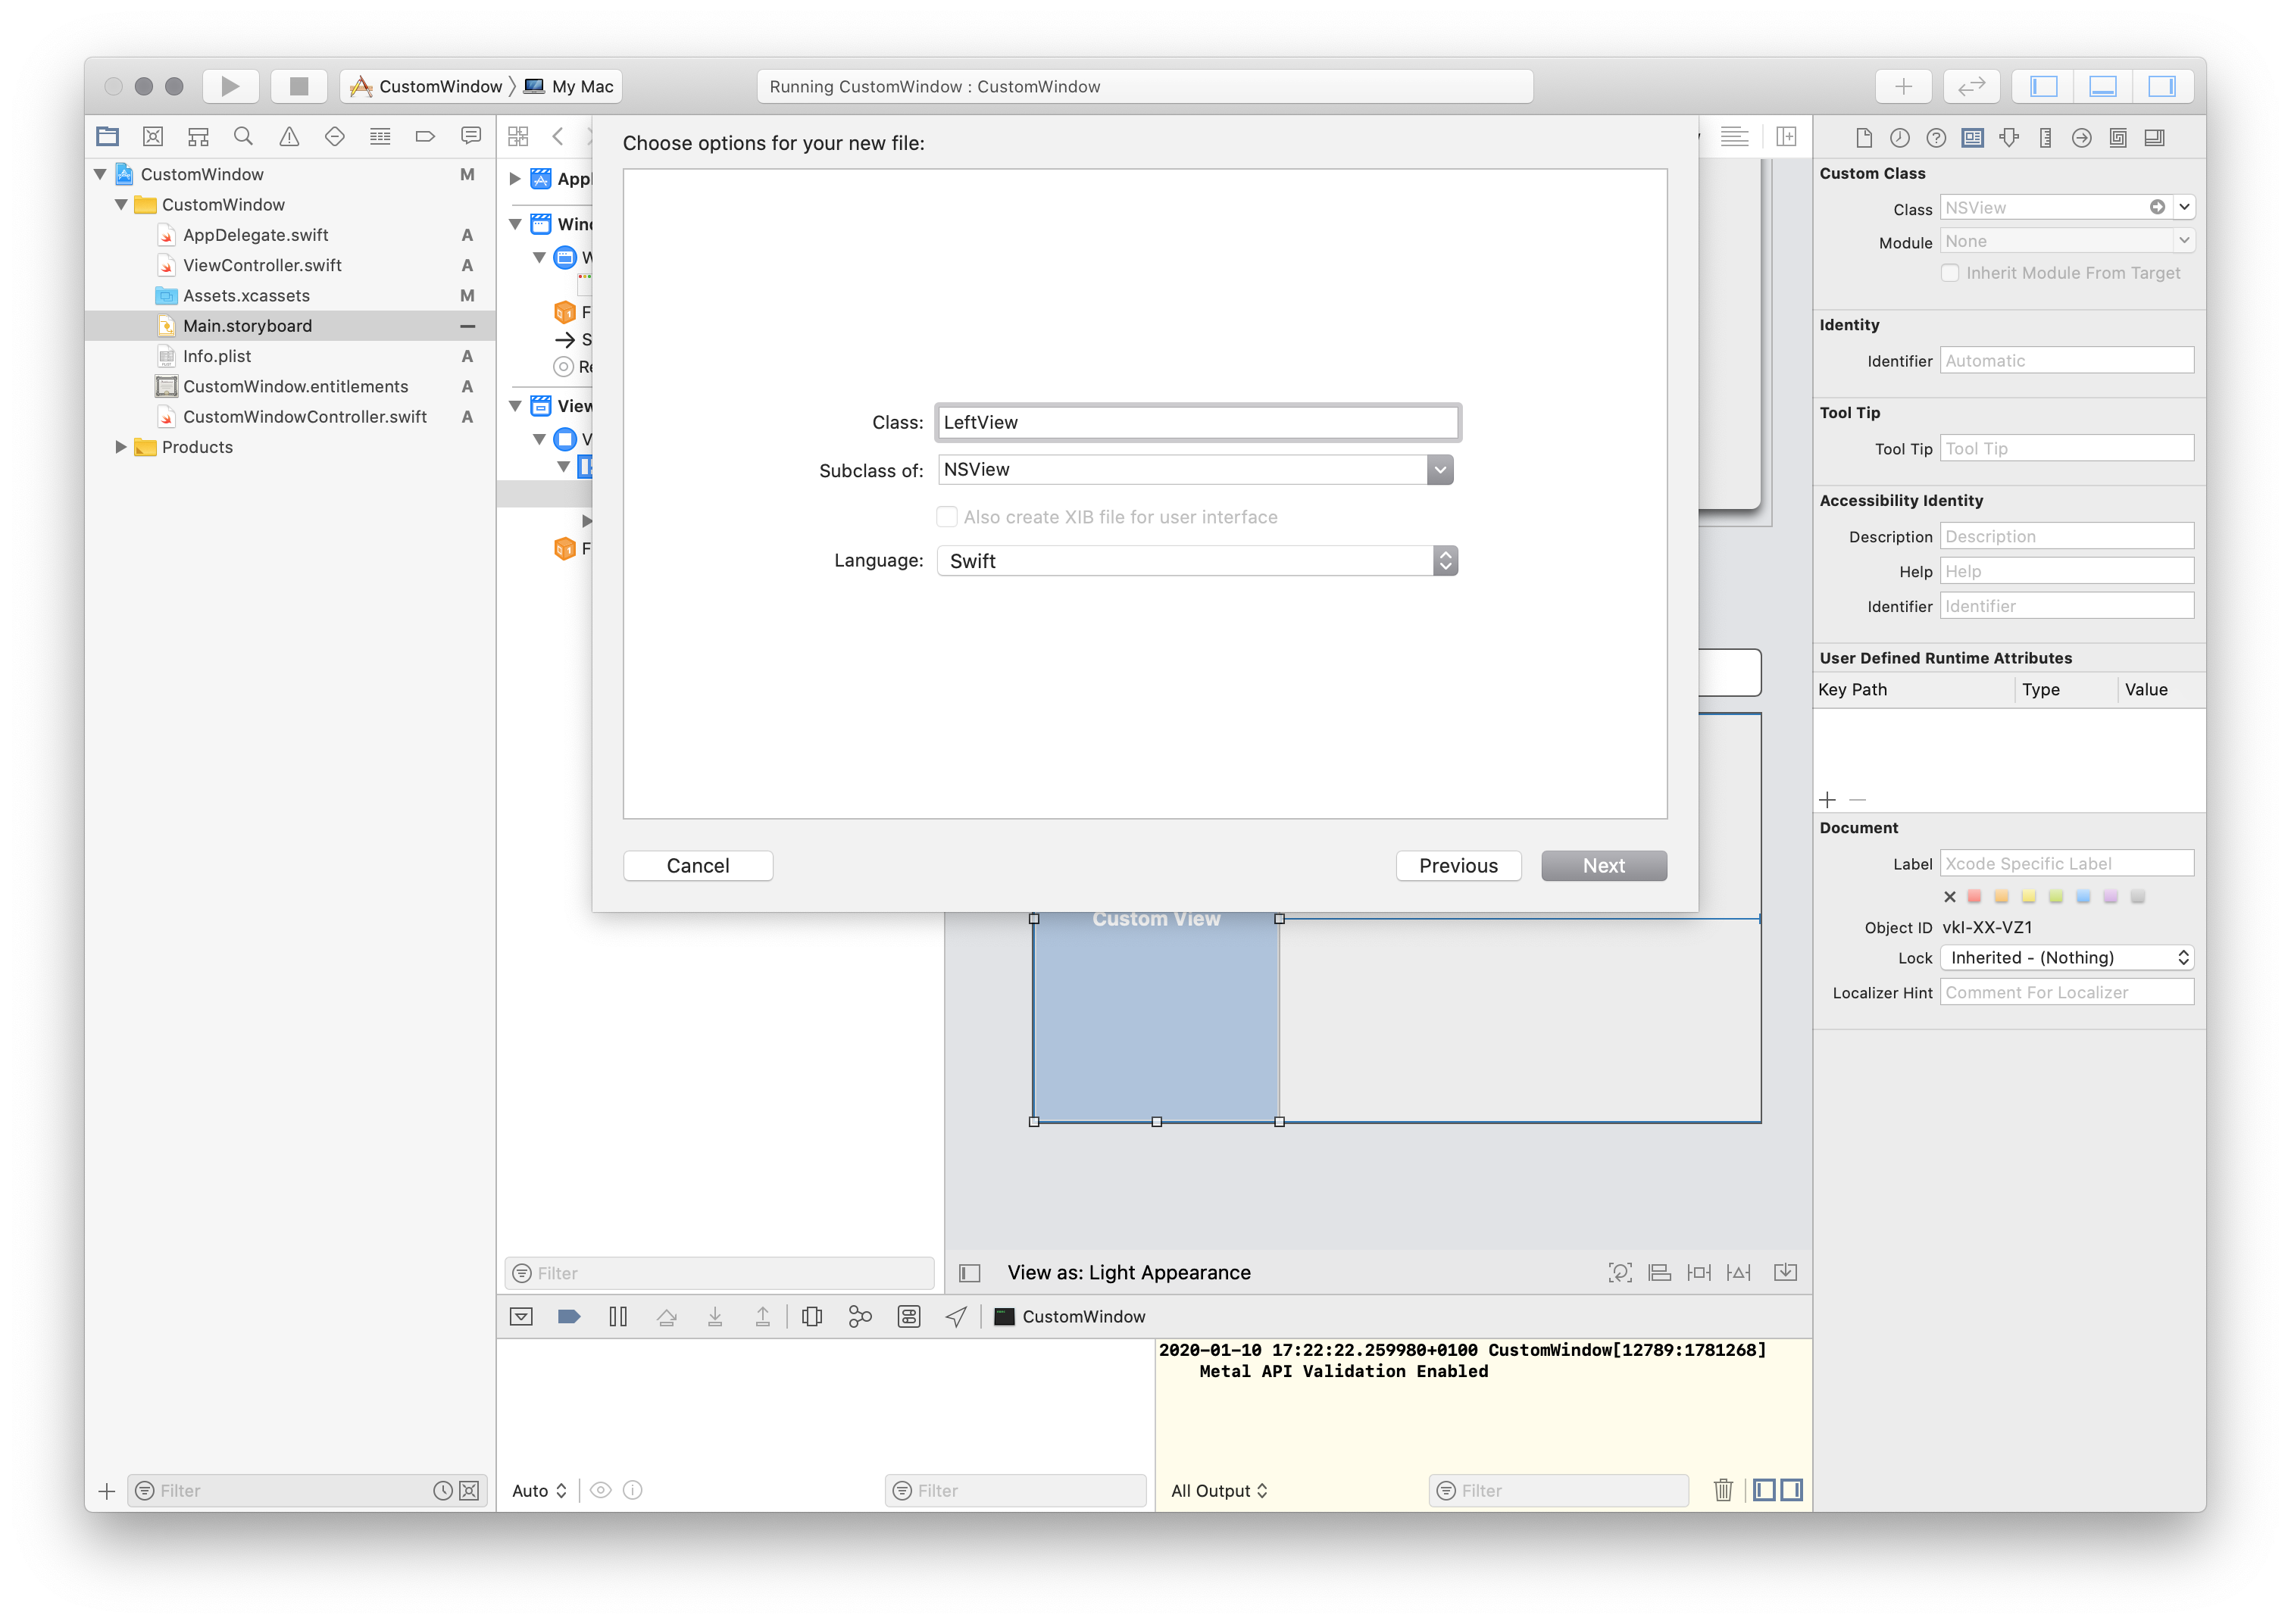 CustomWindow
My Mac
Running CustomWindow : CustomWindow
CustomWindow M
CustomWindow
AppDelegate.swift A
ViewController.swift A
Assets.xcassets M
Main.storyboard
Info.plist A
CustomWindow.entitlements A
CustomWindowController.swift A
Products
Filter
Choose options for your new file:
Class: LeftView
Subclass of: NSView
Also create XIB file for user interface
Language: Swift
Cancel
Previous
Next
Custom View
Filter
View as: Light Appearance
CustomWindow
Auto
Filter
2020-01-10 17:22:22.259980+0100 CustomWindow[12789:1781268]
Metal API Validation Enabled
All Output
Filter
Custom Class
Class NSView
Module None
Inherit Module From Target
Identity
Identifier Automatic
Tool Tip
Tool Tip Tool Tip
Accessibility Identity
Description Description
Help Help
Identifier Identifier
User Defined Runtime Attributes
Key Path Type Value
Document
Label Xcode Specific Label
Object ID vkI-XX-VZ1
Lock Inherited - (Nothing)
Localizer Hint Comment For Localizer